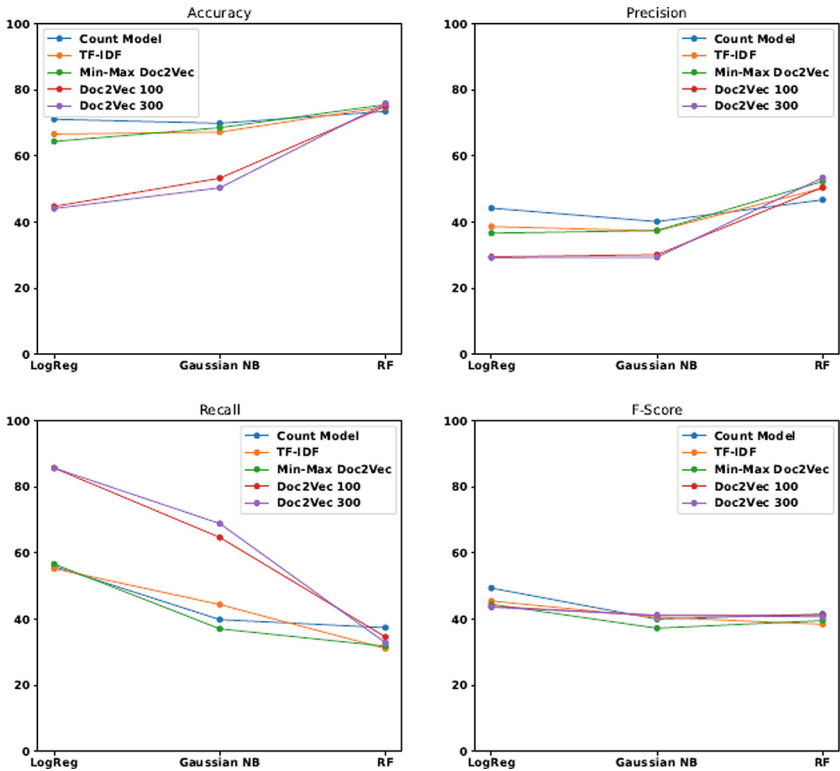 Accuracy
100
80
60
40
20
0
Count Model
TF-IDF
Min-Max Doc2Vec
Doc2Vec 100
Doc2Vec 300
LogReg Gaussian NB RF
Precision
100
80
60
40
20
0
Count Model
TF-IDF
Min-Max Doc2Vec
Doc2Vec 100
Doc2Vec 300
LogReg Gaussian NB RF
Recall
100
80
60
40
20
0
Count Model
TF-IDF
Min-Max Doc2Vec
Doc2Vec 100
Doc2Vec 300
LogReg Gaussian NB RF
F-Score
100
80
60
40
20
0
Count Model
TF-IDF
Min-Max Doc2Vec
Doc2Vec 100
Doc2Vec 300
LogReg Gaussian NB RF